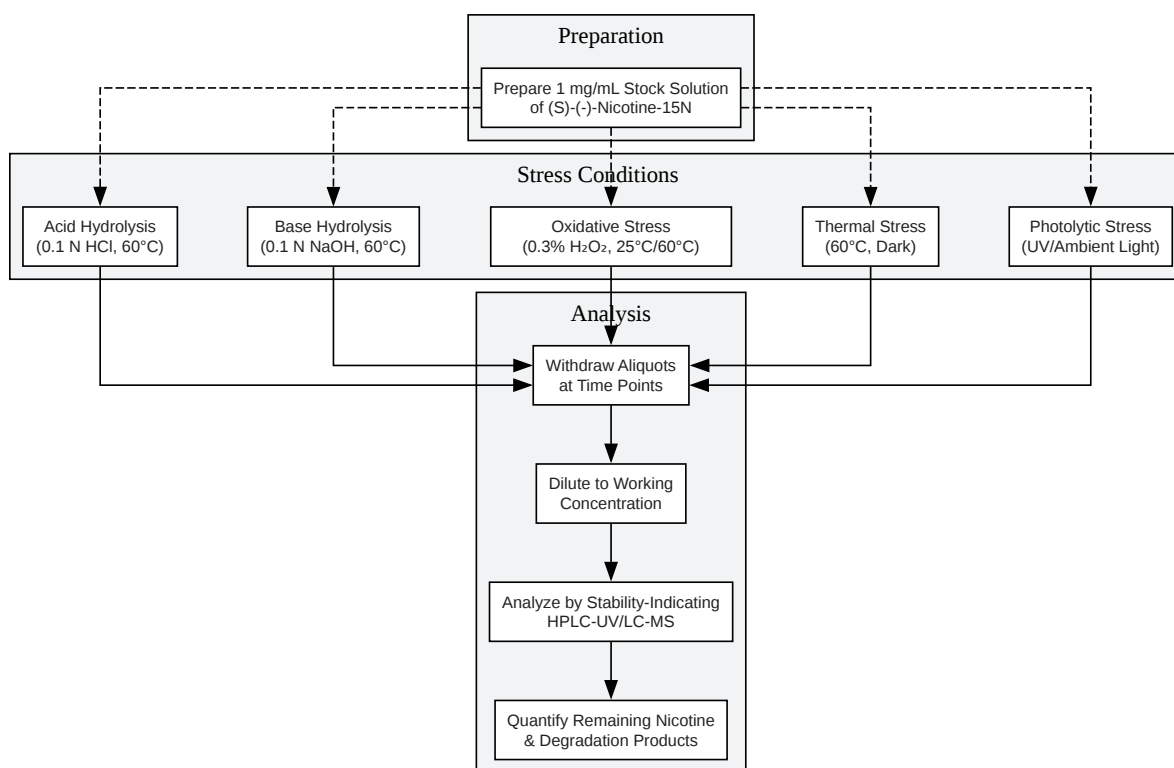 Preparation
Prepare 1 mg/mL Stock Solution
of (S)-(-)-Nicotine-15N
Stress Conditions
Acid Hydrolysis
(0.1 N HCl, 60°C)
Base Hydrolysis
(0.1 N NaOH, 60°C)
Oxidative Stress
(0.3% H₂O₂, 25°C/60°C)
Thermal Stress
(60°C, Dark)
Photolytic Stress
(UV/Ambient Light)
Analysis
Withdraw Aliquots
at Time Points
Dilute to Working
Concentration
Analyze by Stability-Indicating
HPLC-UV/LC-MS
Quantify Remaining Nicotine
& Degradation Products